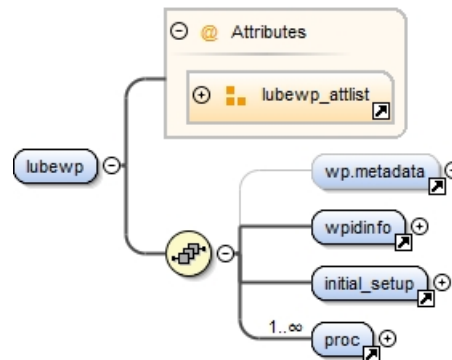 @ Attributes
lubewp_attlist
lubewp
wp.metadata
wpidinfo
initial_setup
1..∞
proc